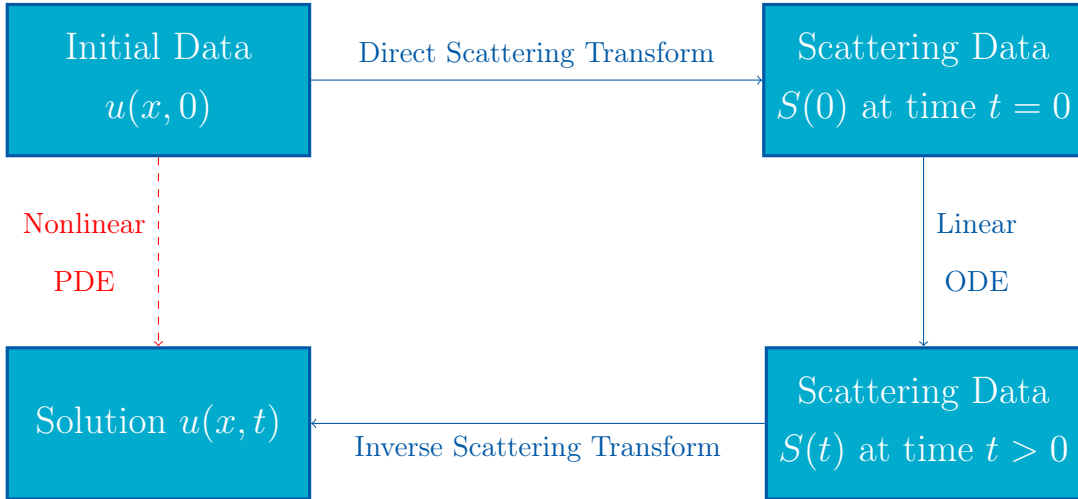 Initial Data
u(x, 0)
Direct Scattering Transform
Scattering Data
S(0) at time t = 0
Nonlinear
PDE
Linear
ODE
Solution u(x, t)
Inverse Scattering Transform
Scattering Data
S(t) at time t > 0